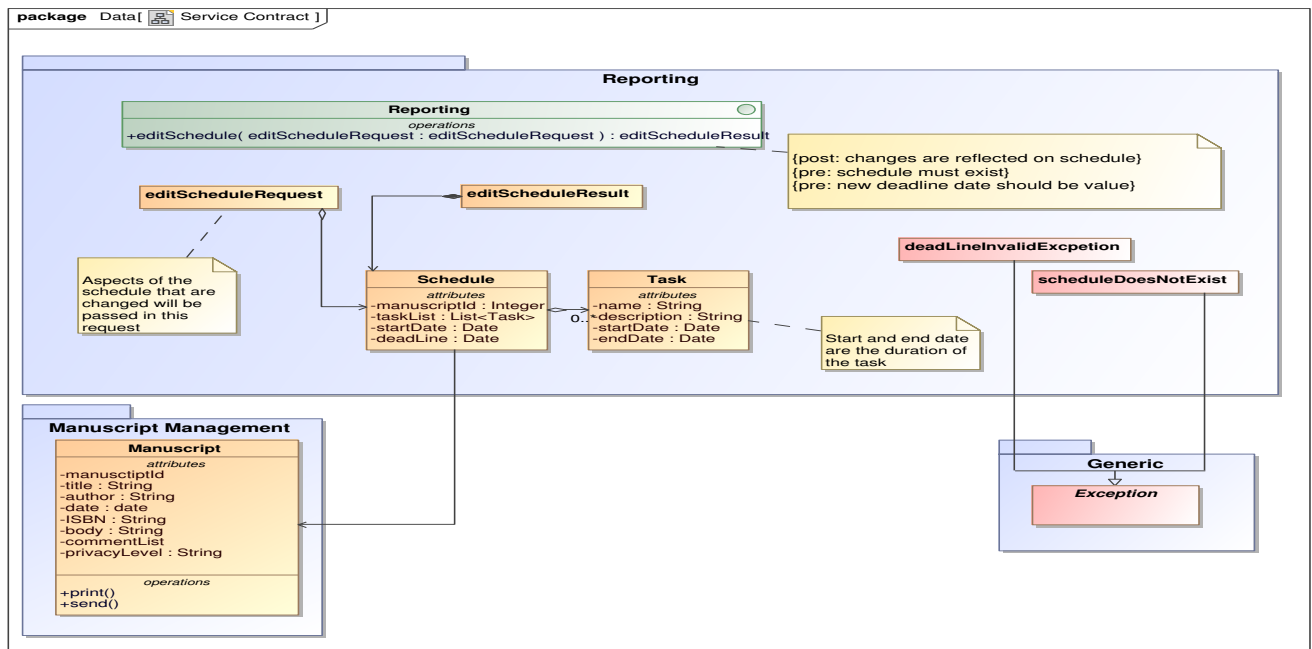 package Data[ Service Contract ]
Reporting
Reporting
operations
+editSchedule( editScheduleRequest : editScheduleRequest ) : editScheduleResult
{post: changes are reflected on schedule}
{pre: schedule must exist}
{pre: new deadline date should be value}
editScheduleRequest
editScheduleResult
Aspects of the
schedule that are
changed will be
passed in this
request
deadLineInvalidExcpetion
scheduleDoesNotExist
Schedule
attributes
-manuscriptId : Integer
-taskList : List<Task>
-startDate : Date
-deadLine : Date
0..*
Task
attributes
-name : String
-description : String
-startDate : Date
-endDate : Date
Start and end date
are the duration of
the task
Manuscript Management
Manuscript
attributes
-manusctiptId
-title : String
-author : String
-date : date
-ISBN : String
-body : String
-commentList
-privacyLevel : String
operations
+print()
+send()
Generic
Exception